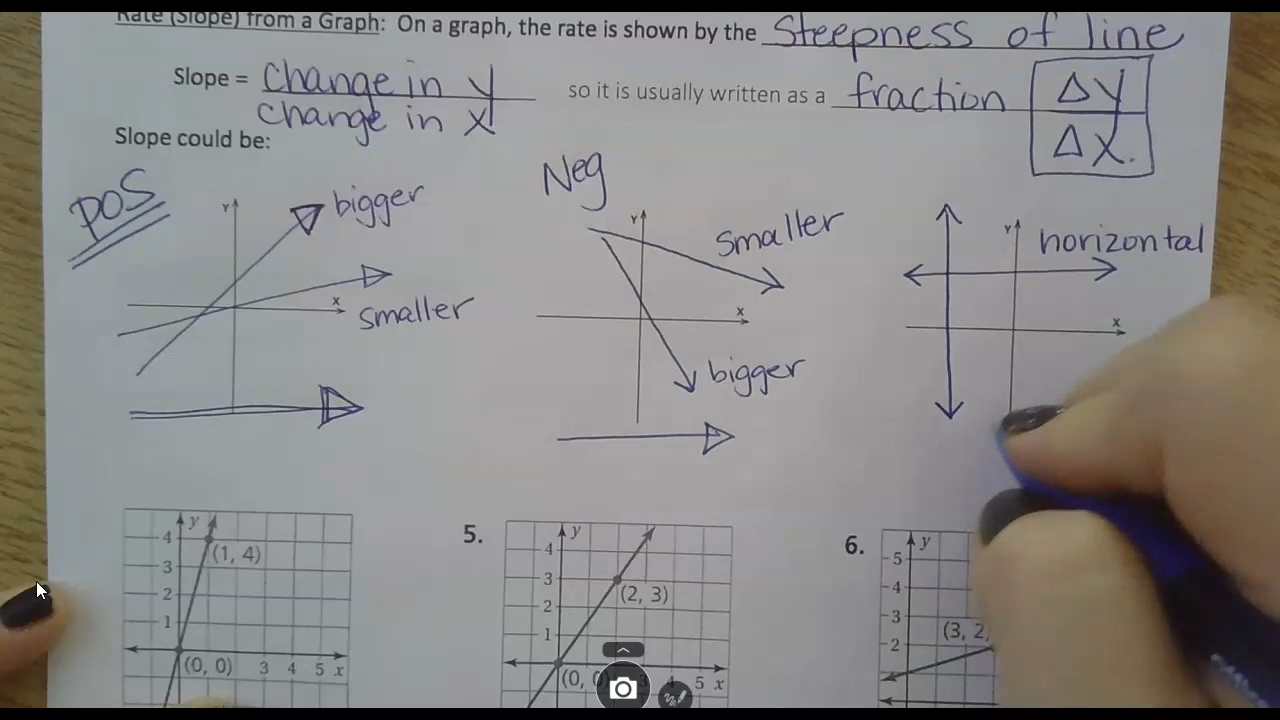 Rate (Slope) from a Graph: On a graph, the rate is shown by the Steepness of line
Slope = change in y so it is usually written as a fraction Δy
change in x Δx.
Slope could be:
POS
Y
bigger
x
smaller
Neg
Y
smaller
x
bigger
Y
horizontal
x
4
3
2
1
y
(1, 4)
(0, 0) 3 4 5 x
5.
4
3
2
1
y
(2, 3)
(0, 0) 4 5 x
6.
5
4
3
2
y
(3, 2